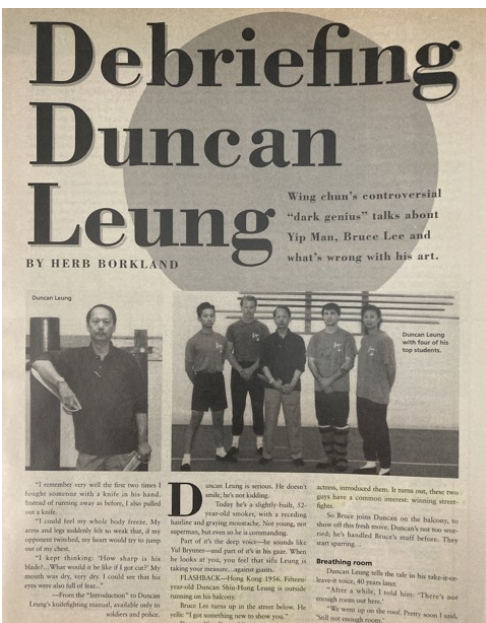 Debriefing
Duncan
Leung
Wing chun's controversial
"dark genius" talks about
Yip Man, Bruce Lee and
what's wrong with his art.
BY HERB BORKLAND
Duncan Leung
Duncan Leung
with four of his
top students.
"I remember very well the first two times I
fought someone with a knife in his hand.
Instead of running away as before, I also pulled
out a knife.
"I could feel my whole body freeze. My
arms and legs suddenly felt so weak that, if my
opponent twitched, my heart would try to jump
out of my chest.
"I kept thinking: "How sharp is his
blade?...What would it be like if I got cut?' My
mouth was dry, very dry. I could see that his
eyes were also full of fear..."
—From the "Introduction" to Duncan
Leung's knifefighting manual, available only to
soldiers and police.
Duncan Leung is serious. He doesn't
smile, he's not kidding.
Today he's a slightly-built, 52-
year-old smoker, with a receding
hairline and graying moustache. Not young, not
superman, but even so he is commanding.
Part of it's the deep voice—he sounds like
Yul Brynner—and part of it's in his gaze. When
he looks at you, you feel that sifu Leung is
taking your measure...against giants.
FLASHBACK—Hong Kong 1956. Fifteen-
year-old Duncan Shiu-Hung Leung is outside
running on his balcony.
Bruce Lee turns up in the street below. He
yells: "I got something new to show you."
actress, introduced them. It turns out, these two
guys have a common interest: winning street-
fights.
So Bruce joins Duncan on the balcony, to
show off this fresh move. Duncan's not too wor-
ried; he's handled Bruce's stuff before. They
start sparring...
Breathing room
Duncan Leung tells the tale in his take-it-or-
leave-it voice, 40 years later.
"After a while, I told him: 'There's not
enough room out here.'
"We went up on the roof. Pretty soon I said,
'Still not enough room.'